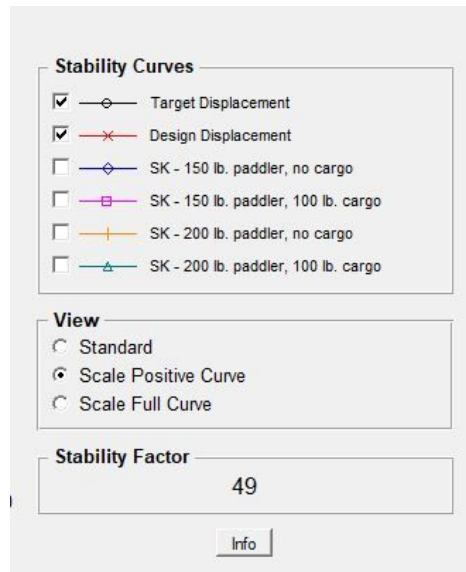 Stability Curves
Target Displacement
Design Displacement
SK - 150 lb. paddler, no cargo
SK - 150 lb. paddler, 100 lb. cargo
SK - 200 lb. paddler, no cargo
SK - 200 lb. paddler, 100 lb. cargo
View
Standard
Scale Positive Curve
Scale Full Curve
Stability Factor
49
Info